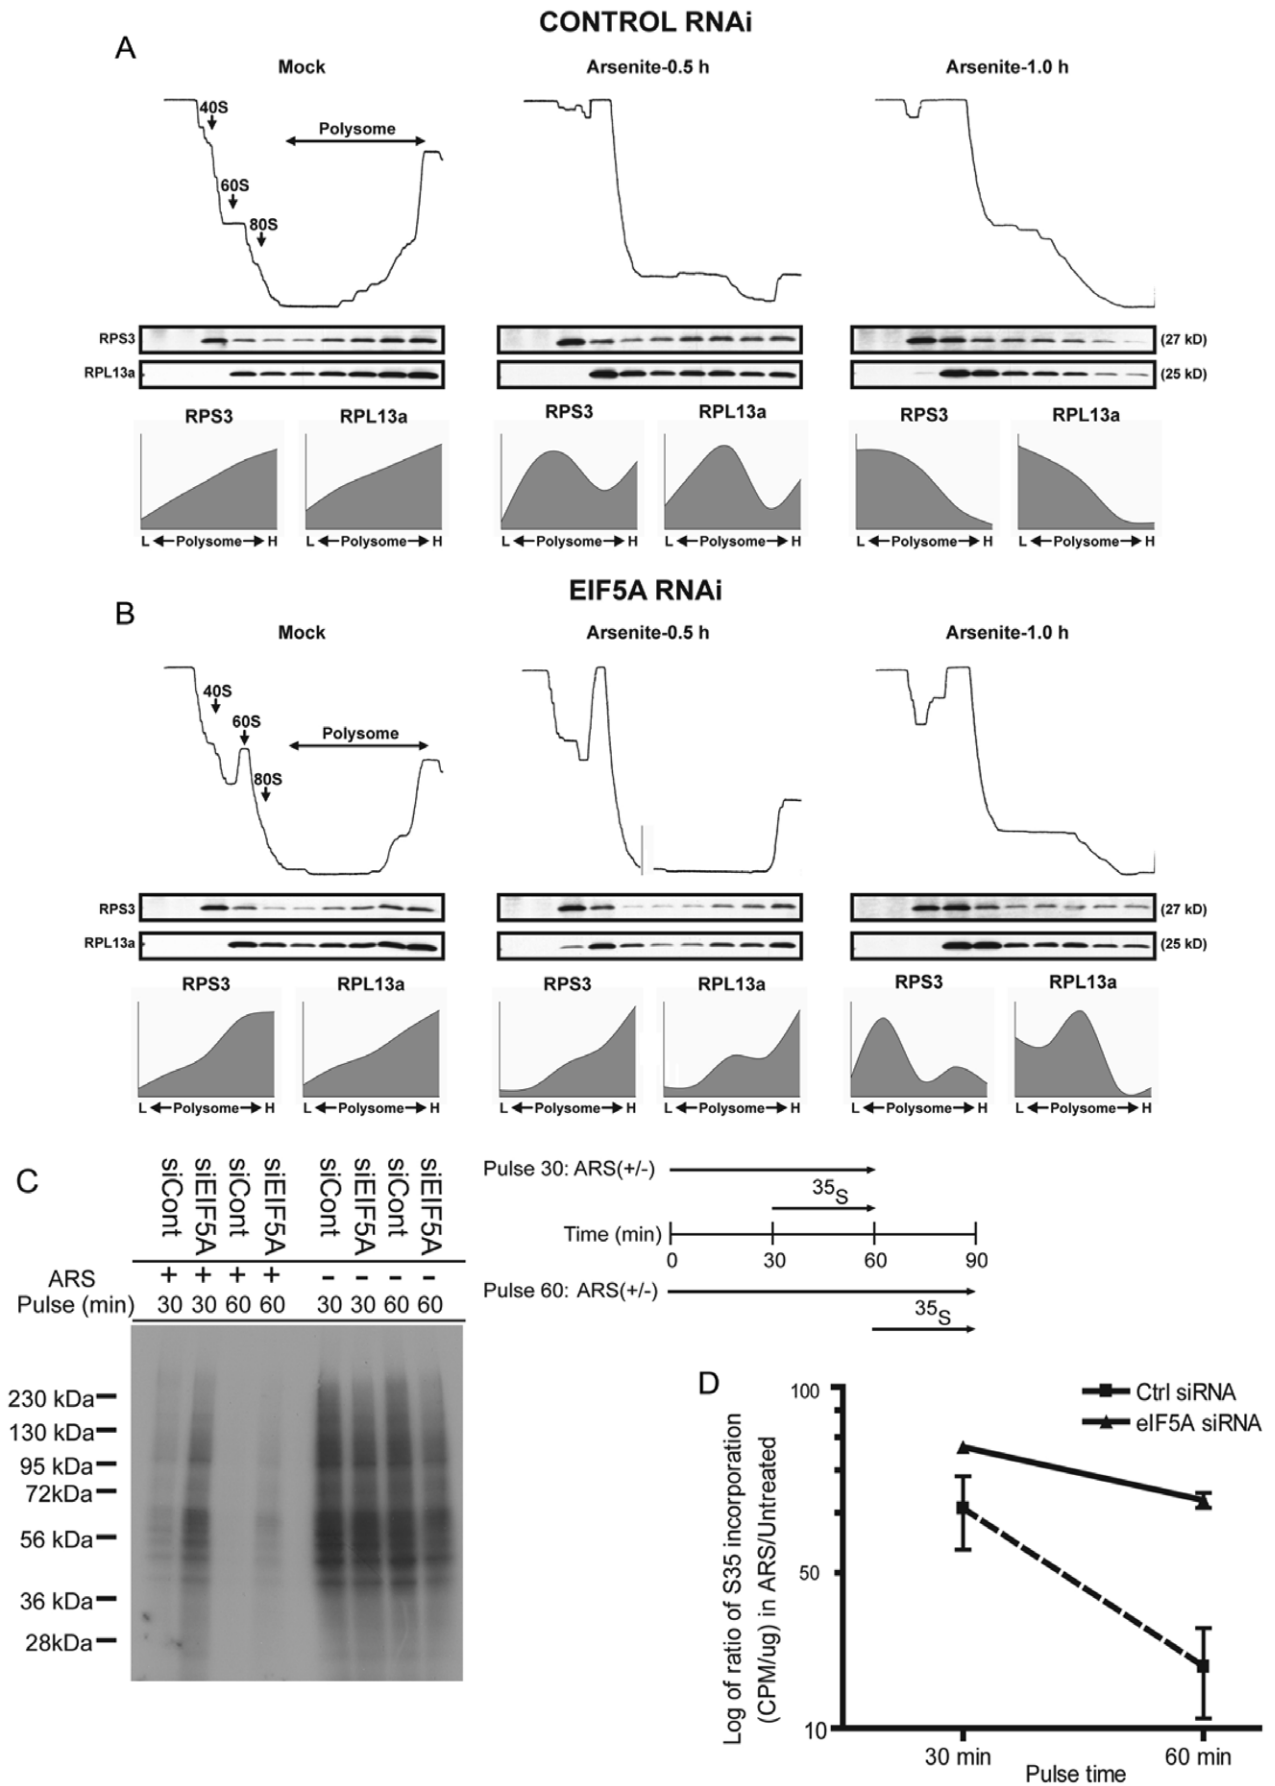 CONTROL RNAi
A
Mock
Arsenite-0.5 h
Arsenite-1.0 h
40S
Polysome
60S
80S
RPS3
(27 kD)
RPL13a
(25 kD)
RPS3
RPL13a
RPS3
RPL13a
RPS3
RPL13a
L Polysome H
L Polysome H
L Polysome H
L Polysome H
L Polysome H
L Polysome H
EIF5A RNAi
B
Mock
Arsenite-0.5 h
Arsenite-1.0 h
40S
60S
Polysome
80S
RPS3
(27 kD)
RPL13a
(25 kD)
RPS3
RPL13a
RPS3
RPL13a
RPS3
RPL13a
L Polysome H
L Polysome H
L Polysome H
L Polysome H
L Polysome H
L Polysome H
C
siCont
siEIF5A
siCont
siEIF5A
siCont
siEIF5A
siCont
siEIF5A
ARS + + + + - - - -
Pulse (min) 30 30 60 60 30 30 60 60
230 kDa
130 kDa
95 kDa
72kDa
56 kDa
36 kDa
28kDa
Pulse 30: ARS(+/-)
35S
Time (min)
0 30 60 90
Pulse 60: ARS(+/-)
35S
D
Log of ratio of S35 incorporation
(CPM/ug) in ARS/Untreated
100
50
10
Ctrl siRNA
eIF5A siRNA
30 min
60 min
Pulse time